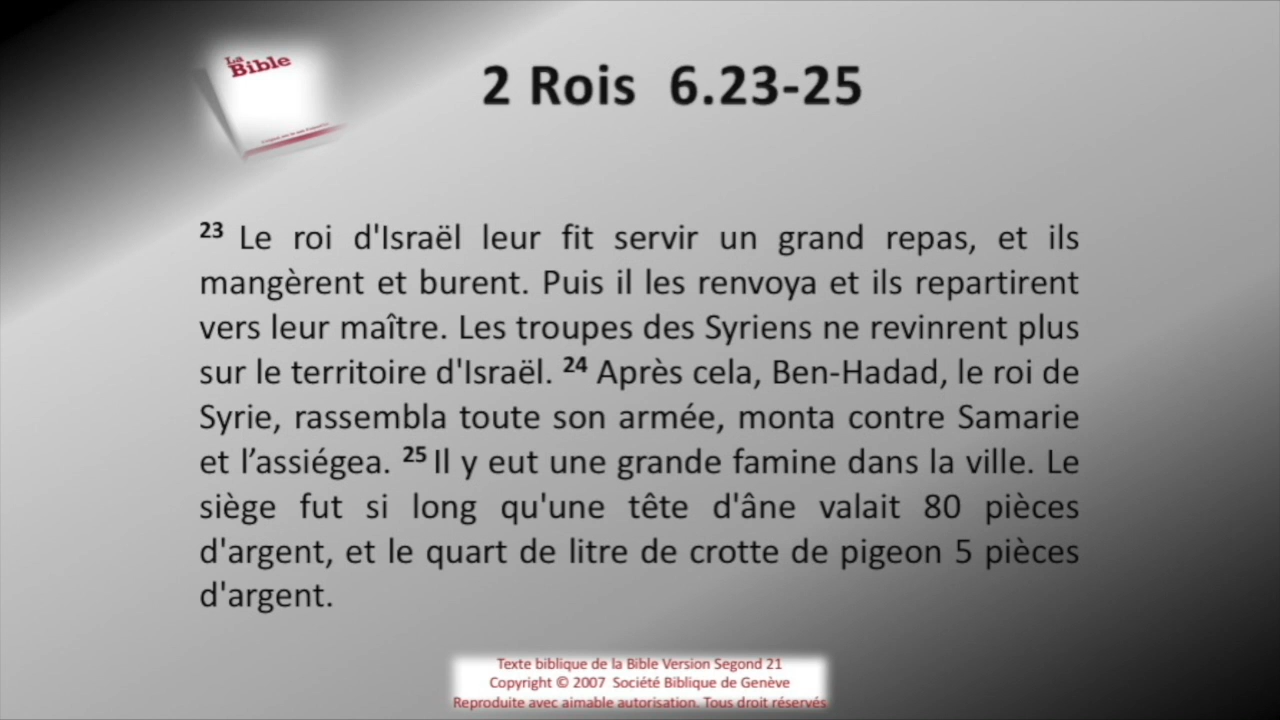 La
Bible
2 Rois 6.23-25
23 Le roi d'Israël leur fit servir un grand repas, et ils
mangèrent et burent. Puis il les renvoya et ils repartirent
vers leur maître. Les troupes des Syriens ne revinrent plus
sur le territoire d'Israël. 24 Après cela, Ben-Hadad, le roi de
Syrie, rassembla toute son armée, monta contre Samarie
et l’assiégea. 25 Il y eut une grande famine dans la ville. Le
siège fut si long qu'une tête d'âne valait 80 pièces
d'argent, et le quart de litre de crotte de pigeon 5 pièces
d'argent.
Texte biblique de la Bible Version Segond 21
Copyright © 2007 Société Biblique de Genève
Reproduite avec aimable autorisation. Tous droit réservés